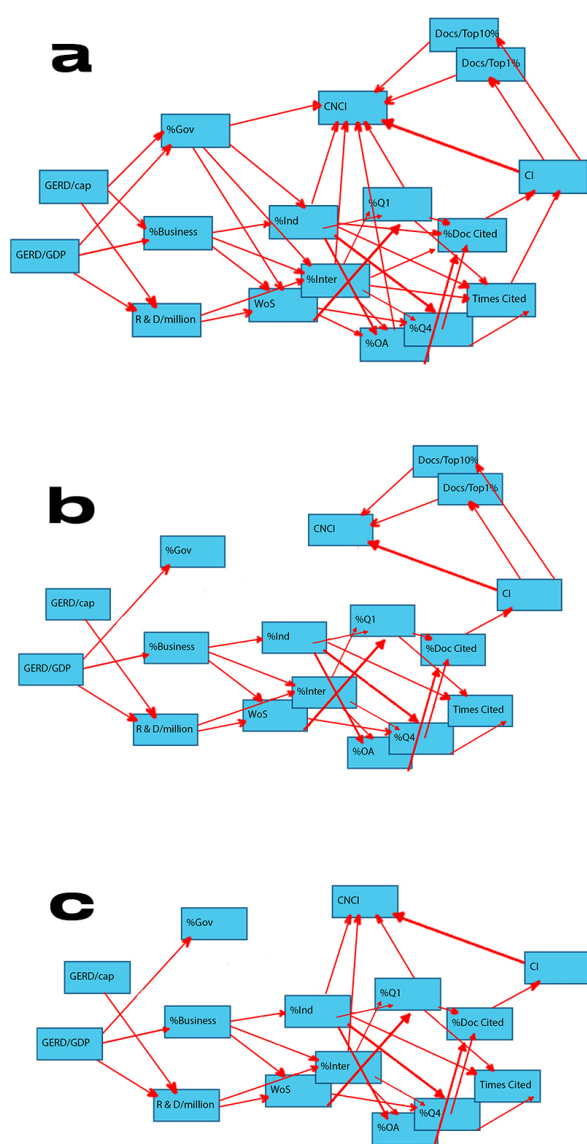 a
Docs/Top10%
Docs/Top1%
CNCI
%Gov
GERD/cap
CI
%Q1
%Ind
%Business
%Doc Cited
GERD/GDP
%Inter
WoS
Times Cited
R & D/million
%Q4
%OA
b
Docs/Top10%
Docs/Top1%
CNCI
%Gov
CI
GERD/cap
%Q1
%Ind
%Business
%Doc Cited
GERD/GDP
%Inter
Times Cited
WoS
R & D/million
%Q4
%OA
c
CNCI
%Gov
CI
GERD/cap
%Q1
%Ind
%Business
%Doc Cited
GERD/GDP
%Inter
Times Cited
WoS
R & D/million
%Q4
%OA